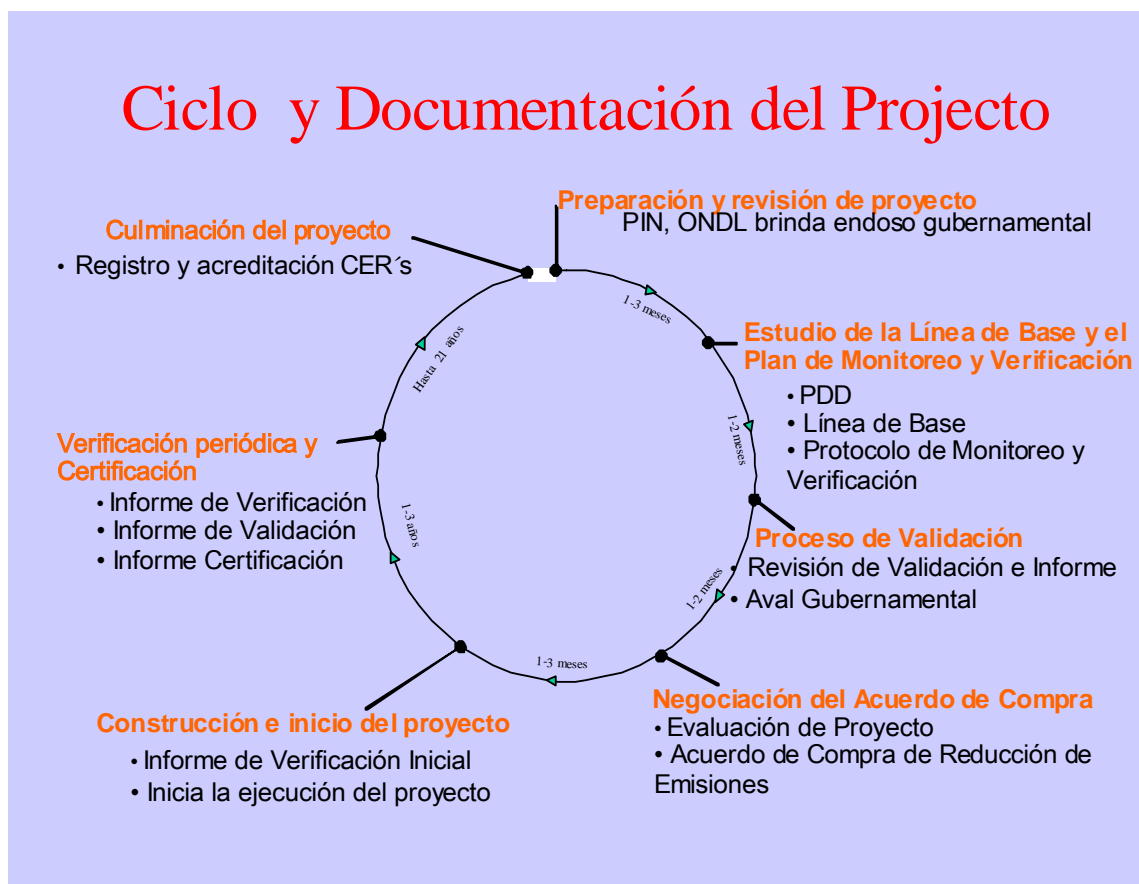 Ciclo y Documentación del Projecto
Preparación y revisión de proyecto
PIN, ONDL brinda endoso gubernamental
1-3 meses
Estudio de la Línea de Base y el
Plan de Monitoreo y Verificación
• PDD
• Línea de Base
• Protocolo de Monitoreo y
Verificación
1-2 meses
Proceso de Validación
• Revisión de Validación e Informe
• Aval Gubernamental
1-2 meses
Negociación del Acuerdo de Compra
• Evaluación de Proyecto
• Acuerdo de Compra de Reducción de
Emisiones
1-3 meses
Construcción e inicio del proyecto
• Informe de Verificación Inicial
• Inicia la ejecución del proyecto
1-3 años
Verificación periódica y
Certificación
• Informe de Verificación
• Informe de Validación
• Informe Certificación
Hasta 21 años
Culminación del proyecto
• Registro y acreditación CER´s